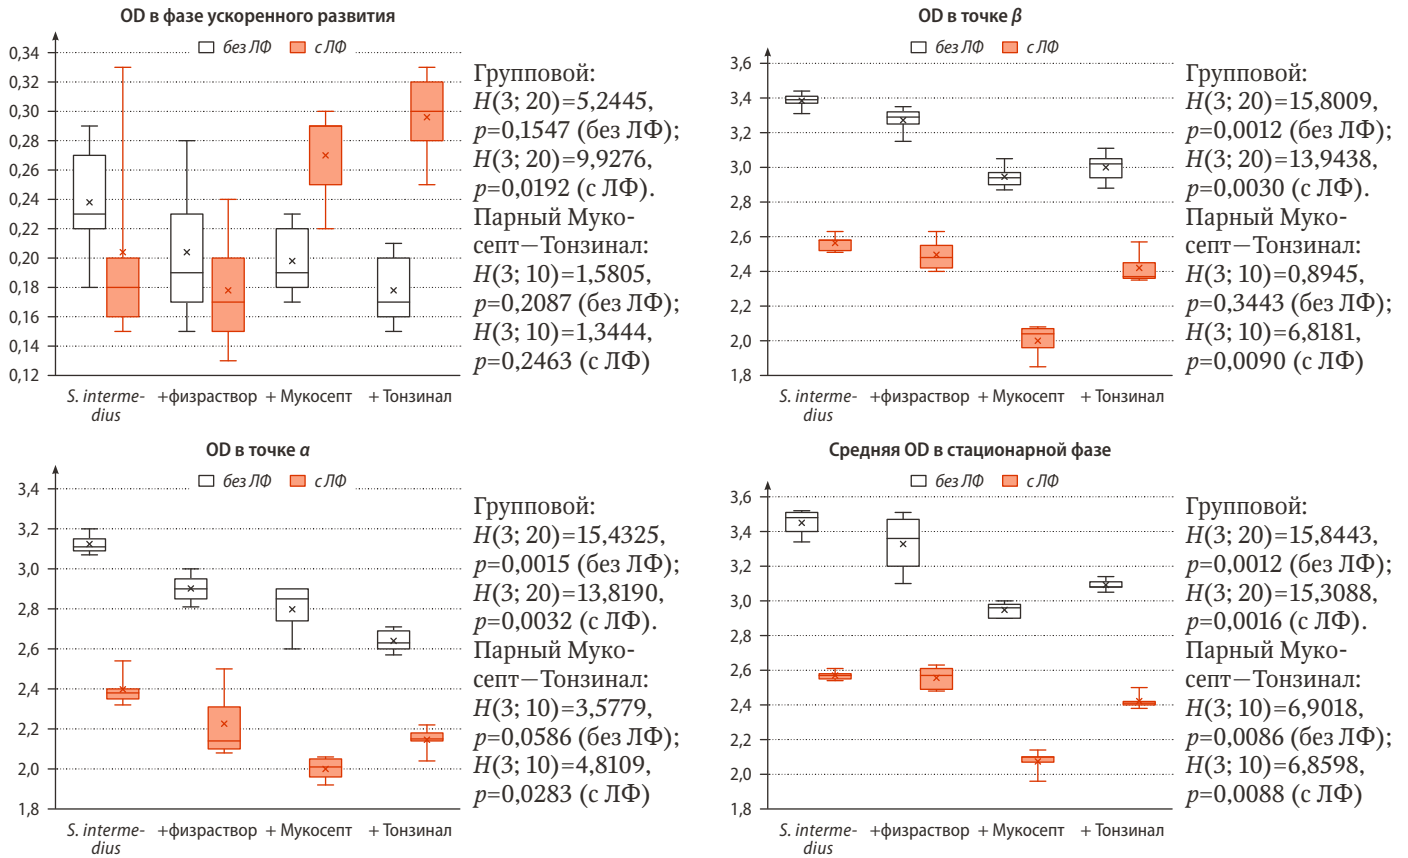 OD в фазе ускоренного развития
без ЛФ
с ЛФ
0,34
0,32
0,30
0,28
0,26
0,24
0,22
0,20
0,18
0,16
0,14
0,12
S. interme-
dius
+физраствор
+ Мукосепт
+ Тонзинал
Групповой:
H(3; 20)=5,2445,
p=0,1547 (без ЛФ);
H(3; 20)=9,9276,
p=0,0192 (с ЛФ).
Парный Муко-
септ—Тонзинал:
H(3; 10)=1,5805,
p=0,2087 (без ЛФ);
H(3; 10)=1,3444,
p=0,2463 (с ЛФ)
OD в точке β
без ЛФ
с ЛФ
3,6
3,4
3,2
3,0
2,8
2,6
2,4
2,2
2,0
1,8
S. interme-
dius
+физраствор
+ Мукосепт
+ Тонзинал
Групповой:
H(3; 20)=15,8009,
p=0,0012 (без ЛФ);
H(3; 20)=13,9438,
p=0,0030 (с ЛФ).
Парный Муко-
септ—Тонзинал:
H(3; 10)=0,8945,
p=0,3443 (без ЛФ);
H(3; 10)=6,8181,
p=0,0090 (с ЛФ)
OD в точке α
без ЛФ
с ЛФ
3,4
3,2
3,0
2,8
2,6
2,4
2,2
2,0
1,8
S. interme-
dius
+физраствор
+ Мукосепт
+ Тонзинал
Групповой:
H(3; 20)=15,4325,
p=0,0015 (без ЛФ);
H(3; 20)=13,8190,
p=0,0032 (с ЛФ).
Парный Муко-
септ—Тонзинал:
H(3; 10)=3,5779,
p=0,0586 (без ЛФ);
H(3; 10)=4,8109,
p=0,0283 (с ЛФ)
Средняя OD в стационарной фазе
без ЛФ
с ЛФ
3,6
3,4
3,2
3,0
2,8
2,6
2,4
2,2
2,0
1,8
S. interme-
dius
+физраствор
+ Мукосепт
+ Тонзинал
Групповой:
H(3; 20)=15,8443,
p=0,0012 (без ЛФ);
H(3; 20)=15,3088,
p=0,0016 (с ЛФ).
Парный Муко-
септ—Тонзинал:
H(3; 10)=6,9018,
p=0,0086 (без ЛФ);
H(3; 10)=6,8598,
p=0,0088 (с ЛФ)